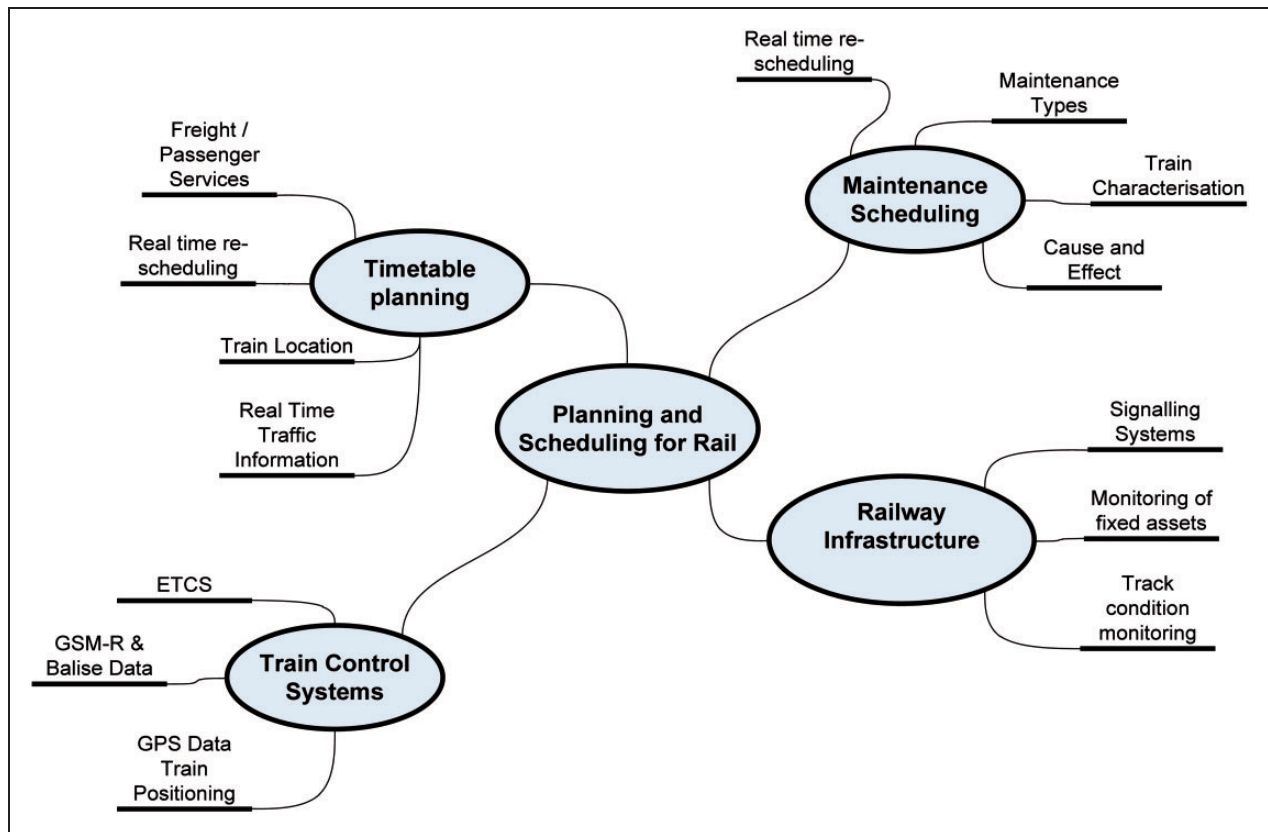 Real time re-
scheduling
Maintenance
Types
Train
Characterisation
Cause and
Effect
Maintenance
Scheduling
Freight /
Passenger
Services
Real time re-
scheduling
Train Location
Real Time
Traffic
Information
Timetable
planning
Planning and
Scheduling for Rail
Signalling
Systems
Monitoring of
fixed assets
Track
condition
monitoring
Railway
Infrastructure
ETCS
GSM-R &
Balise Data
GPS Data
Train
Positioning
Train Control
Systems